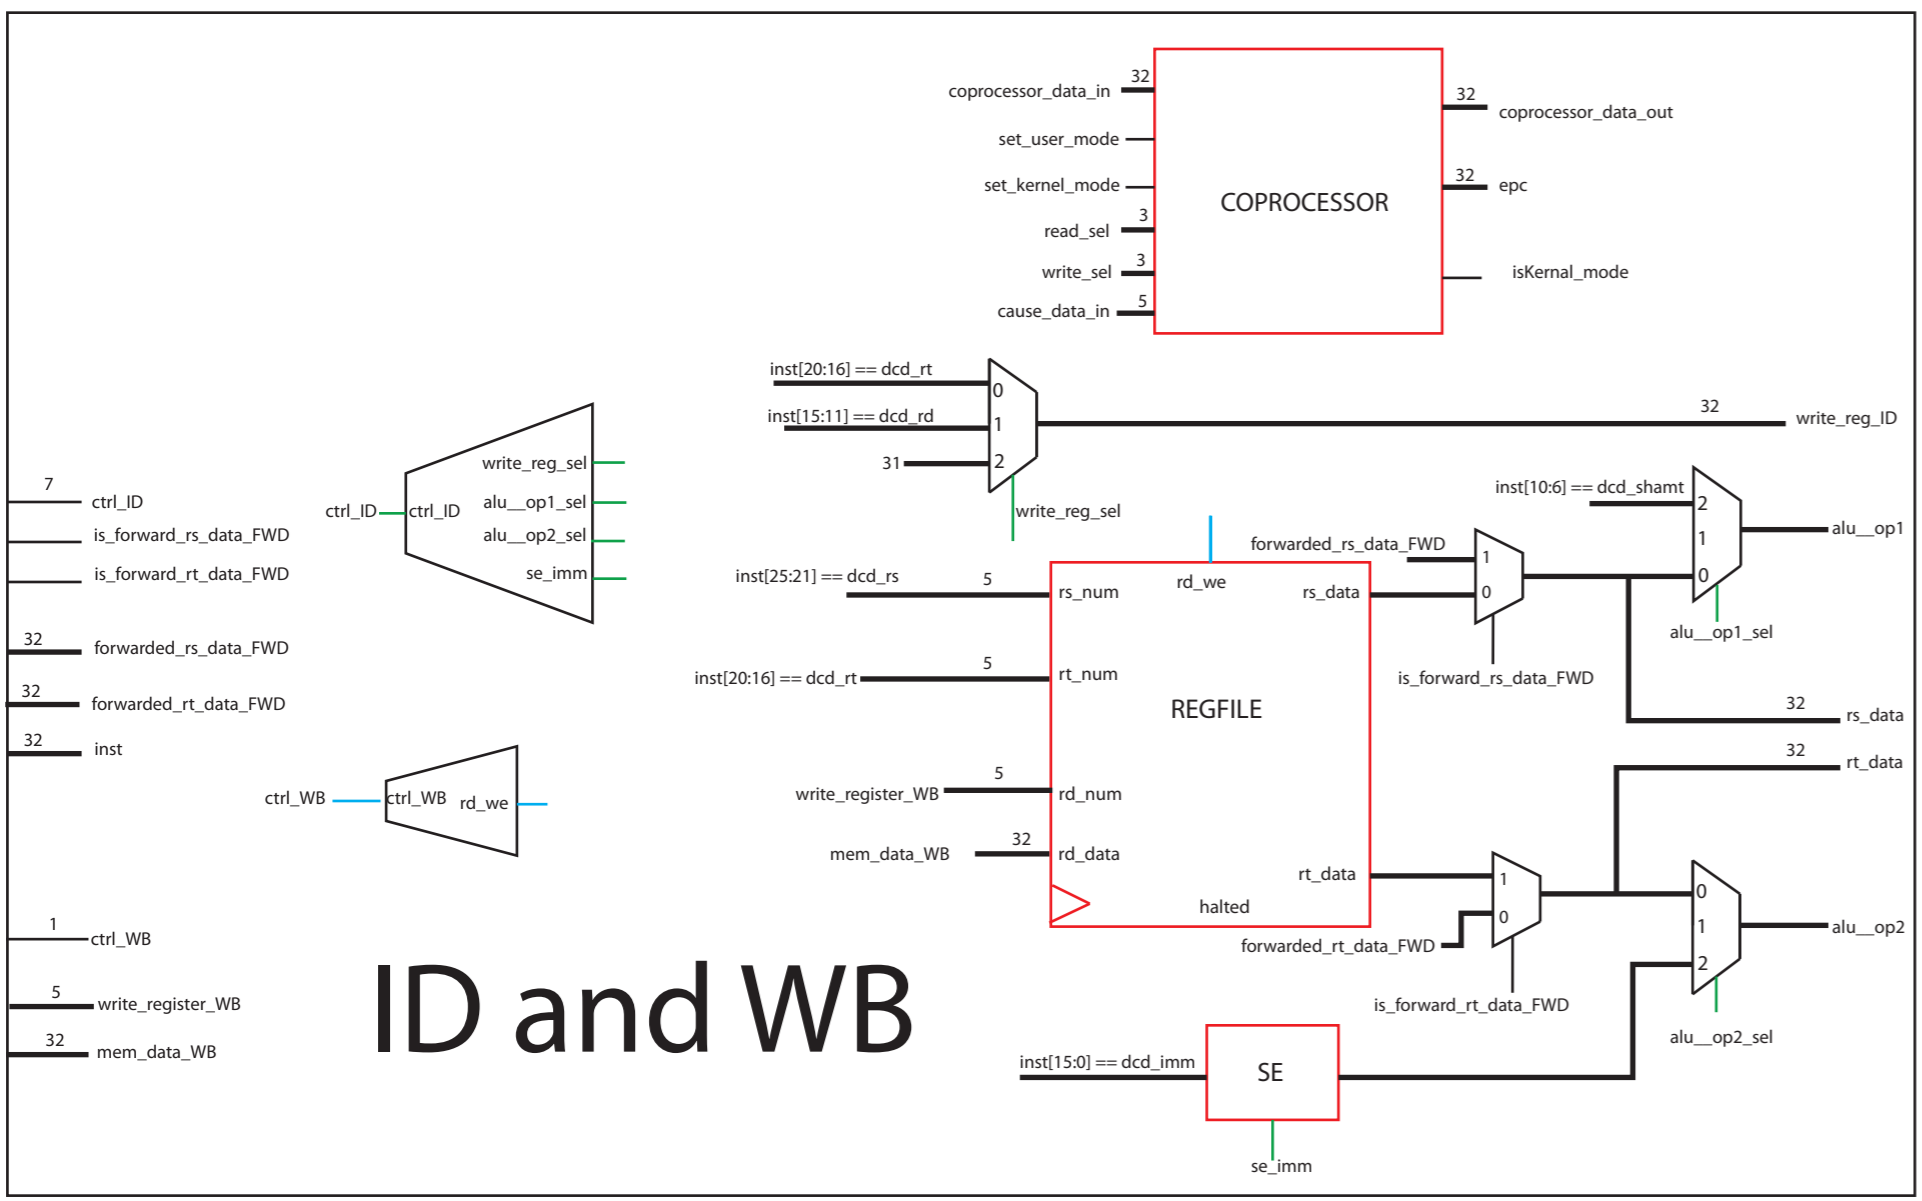 32
coprocessor_data_in
set_user_mode
set_kernel_mode
3
read_sel
3
write_sel
5
cause_data_in
COPROCESSOR
32
coprocessor_data_out
32
epc
isKernal_mode
inst[20:16] == dcd_rt
0
inst[15:11] == dcd_rd
1
31
2
write_reg_sel
32
write_reg_ID
7
ctrl_ID
is_forward_rs_data_FWD
is_forward_rt_data_FWD
32
forwarded_rs_data_FWD
32
forwarded_rt_data_FWD
32
inst
1
ctrl_WB
5
write_register_WB
32
mem_data_WB
ctrl_ID
ctrl_ID
write_reg_sel
alu__op1_sel
alu__op2_sel
se_imm
ctrl_WB
ctrl_WB
rd_we
ID and WB
inst[25:21] == dcd_rs
5
rs_num
inst[20:16] == dcd_rt
5
rt_num
write_register_WB
5
rd_num
mem_data_WB
32
rd_data
rd_we
REGFILE
halted
rs_data
rt_data
forwarded_rs_data_FWD
1
0
is_forward_rs_data_FWD
inst[10:6] == dcd_shamt
2
1
0
alu__op1
alu__op1_sel
32
rs_data
32
rt_data
1
0
forwarded_rt_data_FWD
is_forward_rt_data_FWD
0
1
2
alu__op2
alu__op2_sel
inst[15:0] == dcd_imm
SE
se_imm